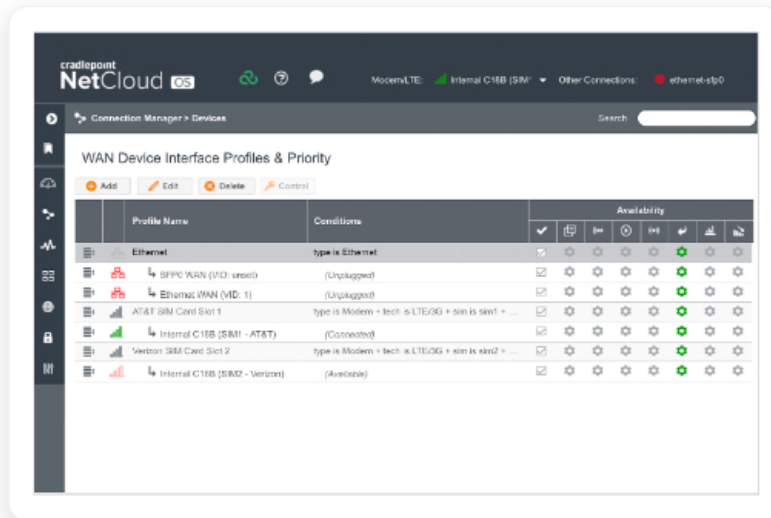 cradlepoint
NetCloud OS
Modem/LTE: Internal C18B (SIM1 Other Connections: ethernet-sfp0
Connection Manager > Devices
Search
WAN Device Interface Profiles & Priority
Add Edit Delete Control
Availability
Profile Name Conditions
Ethernet type is Ethernet
SFP0 WAN (VID: unset) (Unplugged)
Ethernet WAN (VID: 1) (Unplugged)
AT&T SIM Card Slot 1 type is Modem + tech is LTE/3G + sim is sim1 + ...
Internal C18B (SIM1 - AT&T) (Connected)
Verizon SIM Card Slot 2 type is Modem + tech is LTE/3G + sim is sim2 + ...
Internal C18B (SIM2 - Verizon) (Available)